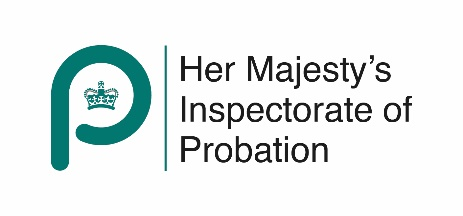 Her Majesty's
Inspectorate of
Probation